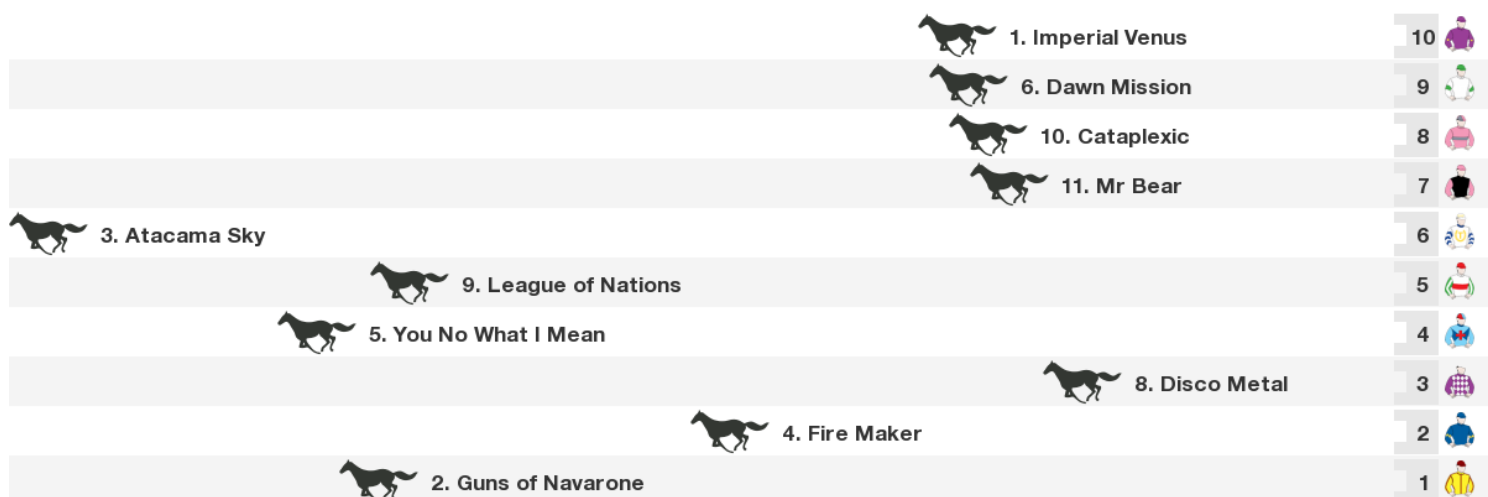 1. Imperial Venus 10
6. Dawn Mission 9
10. Cataplexic 8
11. Mr Bear 7
3. Atacama Sky 6
9. League of Nations 5
5. You No What I Mean 4
8. Disco Metal 3
4. Fire Maker 2
2. Guns of Navarone 1